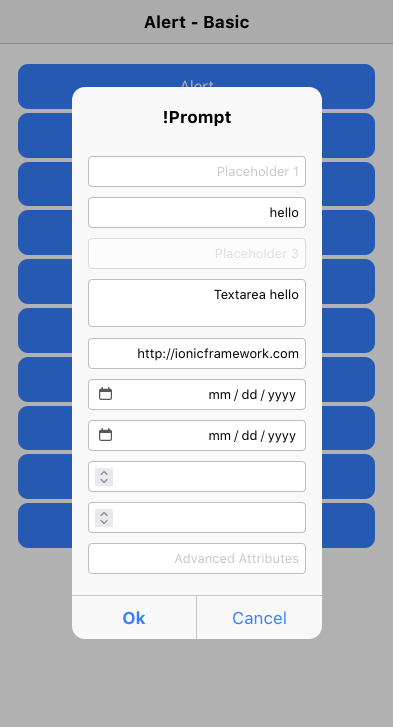 Alert - Basic
Alert
!Prompt
Placeholder 1
hello
Placeholder 3
Textarea hello
http://ionicframework.com
mm / dd / yyyy
mm / dd / yyyy
Advanced Attributes
Ok
Cancel